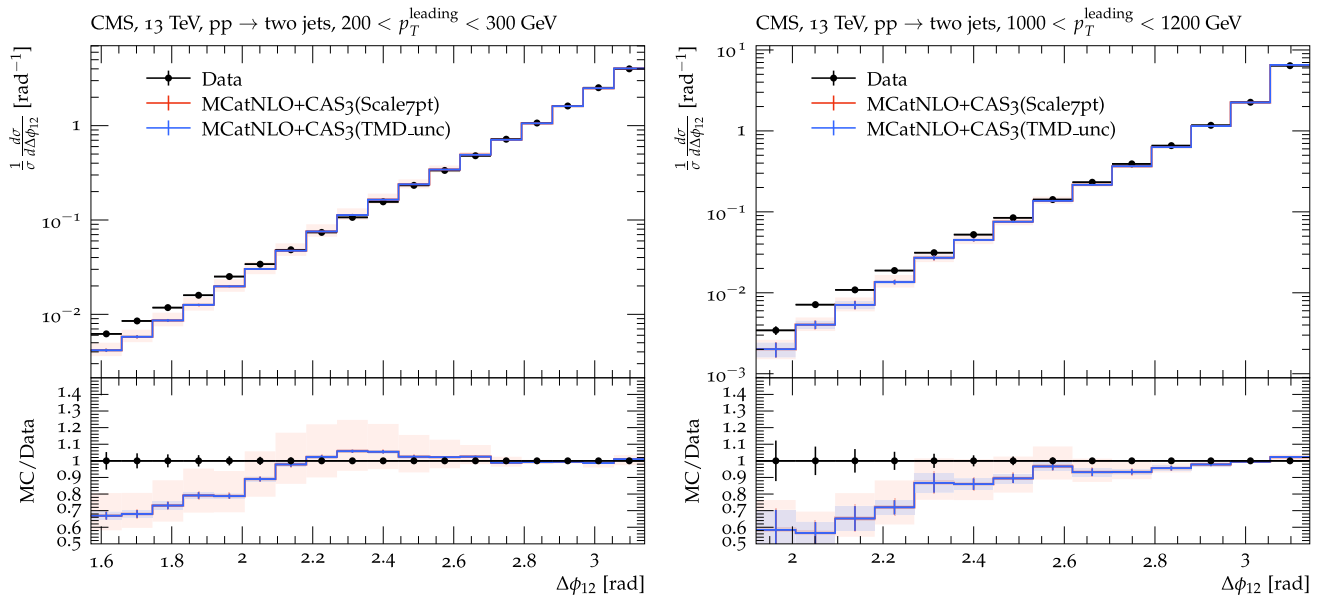 CMS, 13 TeV, pp → two jets, 200 < p_T^leading < 300 GeV
1/σ dσ/dΔϕ12 [rad−1]
Data
MCatNLO+CAS3(Scale7pt)
MCatNLO+CAS3(TMD_unc)
1
10−1
10−2
MC/Data
1.4
1.3
1.2
1.1
1
0.9
0.8
0.7
0.6
0.5
1.6 1.8 2 2.2 2.4 2.6 2.8 3
Δϕ12 [rad]
CMS, 13 TeV, pp → two jets, 1000 < p_T^leading < 1200 GeV
1/σ dσ/dΔϕ12 [rad−1]
Data
MCatNLO+CAS3(Scale7pt)
MCatNLO+CAS3(TMD_unc)
10 1
1
10−1
10−2
10−3
MC/Data
1.4
1.3
1.2
1.1
1
0.9
0.8
0.7
0.6
0.5
2 2.2 2.4 2.6 2.8 3
Δϕ12 [rad]